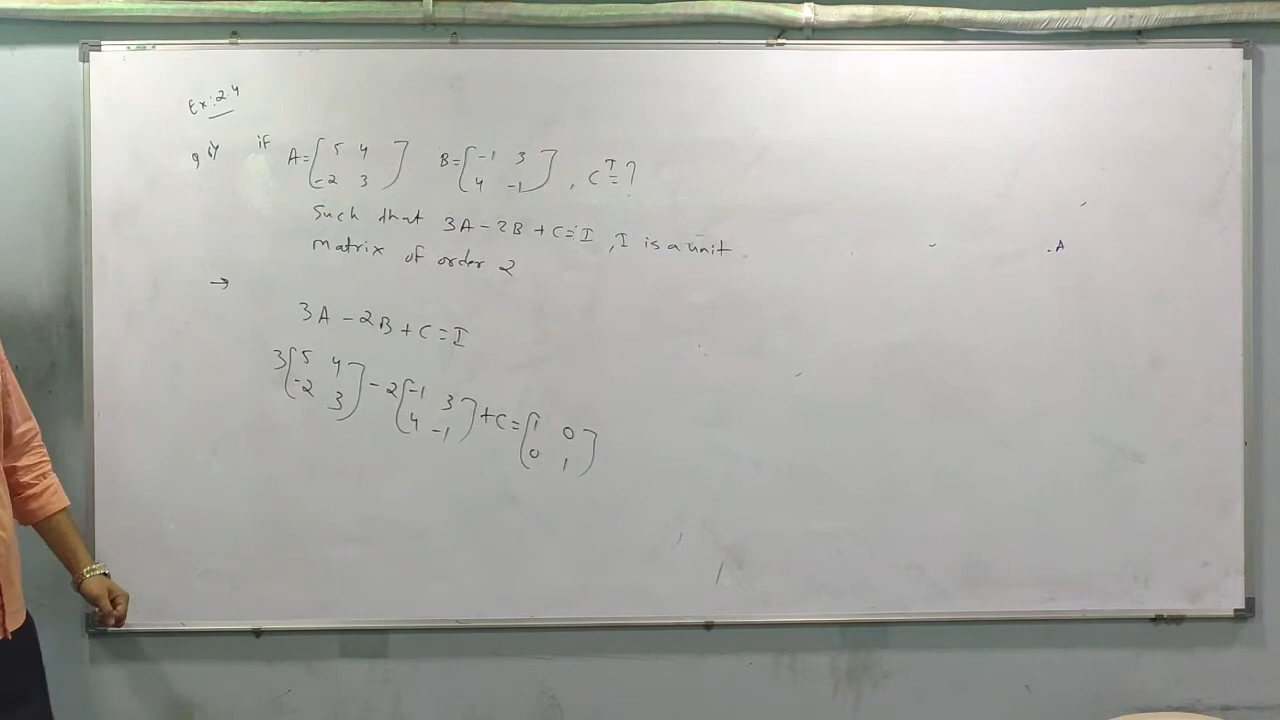 Ex: 2.4
if A = [ 5 4 B = [ -1 3 ] , C^T = ?
-2 3 ] 4 -1 ]
Such that 3A - 2B + C = I , I is a unit
matrix of order 2
→
3A - 2B + C = I
3 [ 5 4
-2 3 ] - 2 [ -1 3
4 -1 ] + C = [ 1 0
0 1 ]
. A